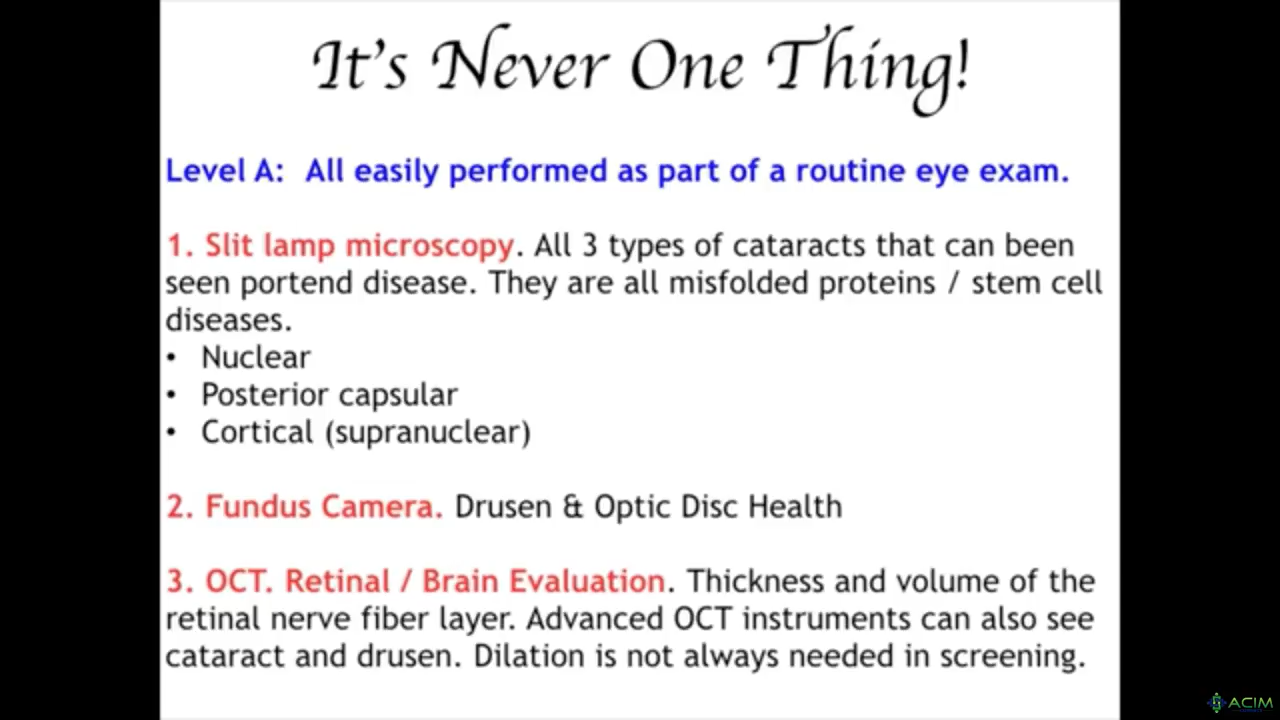 It's Never One Thing!
Level A: All easily performed as part of a routine eye exam.
1. Slit lamp microscopy. All 3 types of cataracts that can been
seen portend disease. They are all misfolded proteins / stem cell
diseases.
• Nuclear
• Posterior capsular
• Cortical (supranuclear)
2. Fundus Camera. Drusen & Optic Disc Health
3. OCT. Retinal / Brain Evaluation. Thickness and volume of the
retinal nerve fiber layer. Advanced OCT instruments can also see
cataract and drusen. Dilation is not always needed in screening.
ACIM